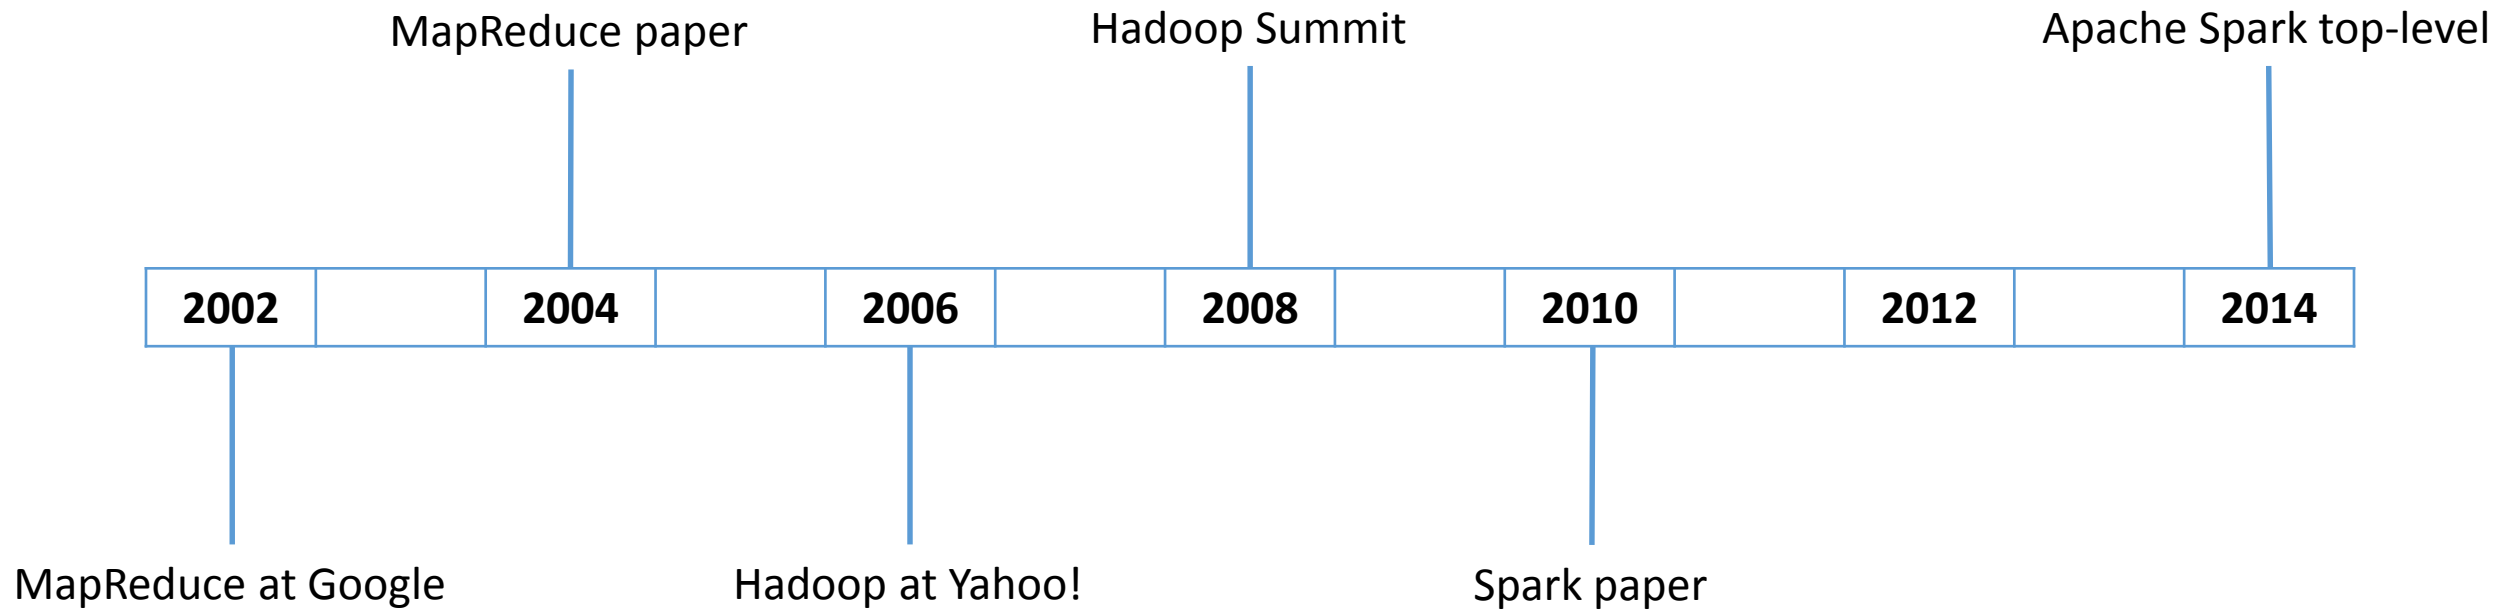 MapReduce paper
Hadoop Summit
Apache Spark top-level
2002
2004
2006
2008
2010
2012
2014
MapReduce at Google
Hadoop at Yahoo!
Spark paper